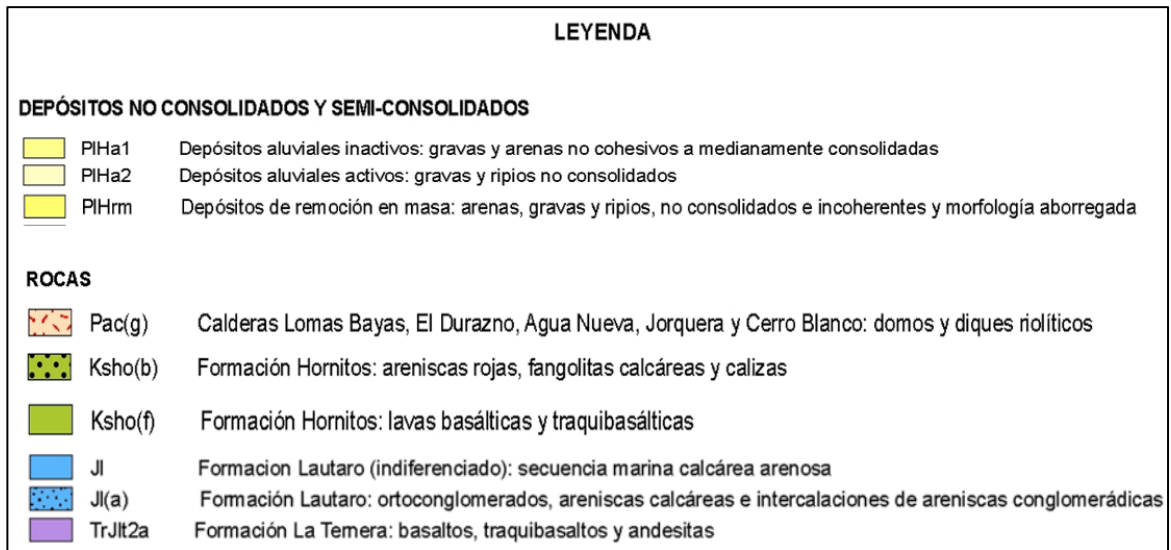 LEYENDA
DEPÓSITOS NO CONSOLIDADOS Y SEMI-CONSOLIDADOS
PlHa1 Depósitos aluviales inactivos: gravas y arenas no cohesivos a medianamente consolidadas
PlHa2 Depósitos aluviales activos: gravas y ripios no consolidados
PlHrm Depósitos de remoción en masa: arenas, gravas y ripios, no consolidados e incoherentes y morfología aborregada
ROCAS
Pac(g) Calderas Lomas Bayas, El Durazno, Agua Nueva, Jorquera y Cerro Blanco: domos y diques riolíticos
Ksho(b) Formación Hornitos: areniscas rojas, fangolitas calcáreas y calizas
Ksho(f) Formación Hornitos: lavas basálticas y traquibasálticas
Jl Formacion Lautaro (indiferenciado): secuencia marina calcárea arenosa
Jl(a) Formación Lautaro: ortoconglomerados, areniscas calcáreas e intercalaciones de areniscas conglomerádicas
TrJlt2a Formación La Ternera: basaltos, traquibasaltos y andesitas